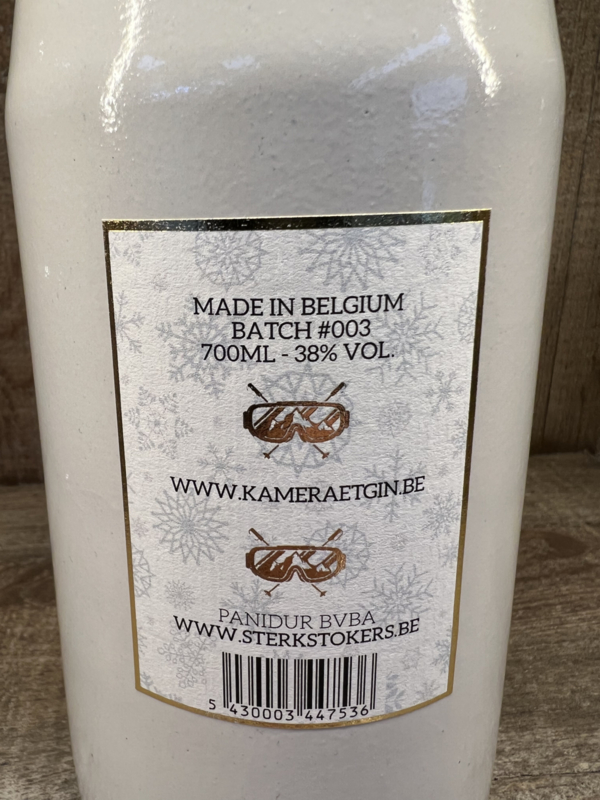 MADE IN BELGIUM
BATCH #003
700ML - 38% VOL.
WWW.KAMERAETGIN.BE
PANIDUR BVBA
WWW.STERKSTOKERS.BE
5 430003 447536